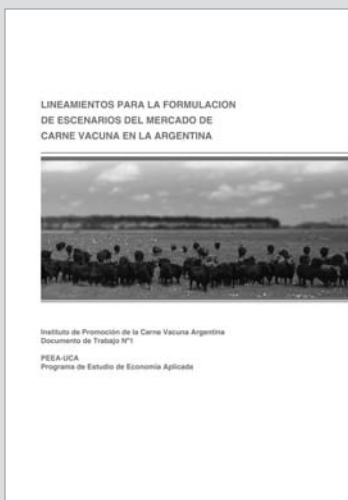 LINEAMIENTOS PARA LA FORMULACION
DE ESCENARIOS DEL MERCADO DE
CARNE VACUNA EN LA ARGENTINA
Instituto de Promoción de la Carne Vacuna Argentina
Documento de Trabajo N°1
PEEA-UCA
Programa de Estudio de Economía Aplicada